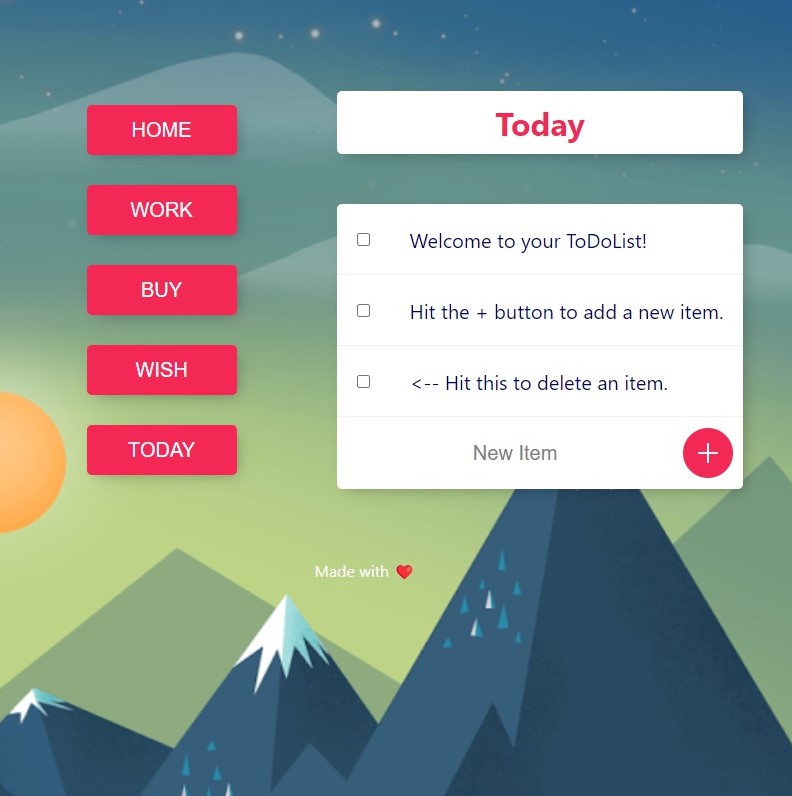 HOME
WORK
BUY
WISH
TODAY
Today
Welcome to your ToDoList!
Hit the + button to add a new item.
<-- Hit this to delete an item.
New Item
+
Made with ❤️